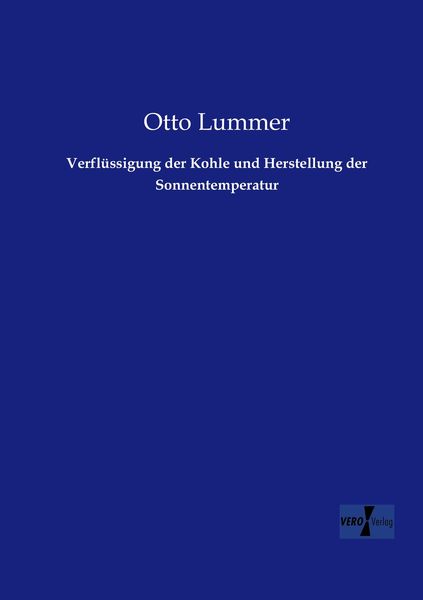 Otto Lummer
Verflüssigung der Kohle und Herstellung der
Sonnentemperatur
VERO Verlag